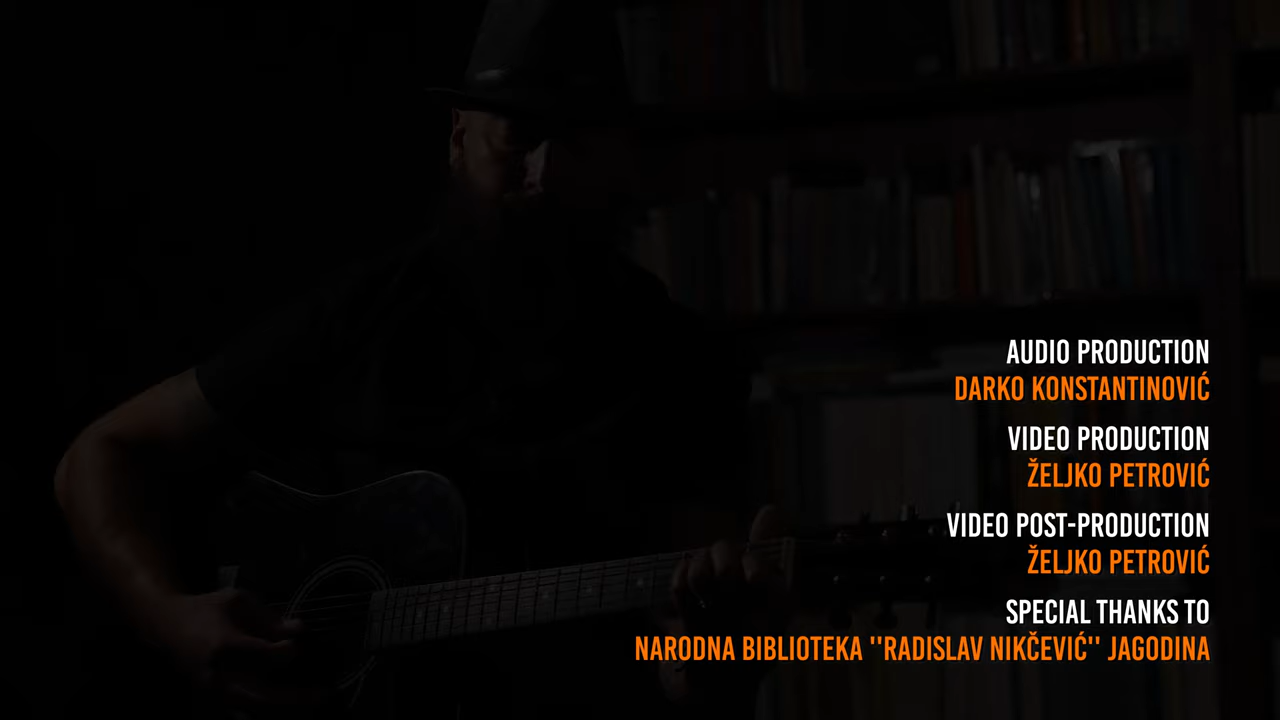 AUDIO PRODUCTION
DARKO KONSTANTINOVIĆ
VIDEO PRODUCTION
ŽELJKO PETROVIĆ
VIDEO POST-PRODUCTION
ŽELJKO PETROVIĆ
SPECIAL THANKS TO
NARODNA BIBLIOTEKA "RADISLAV NIKČEVIĆ" JAGODINA